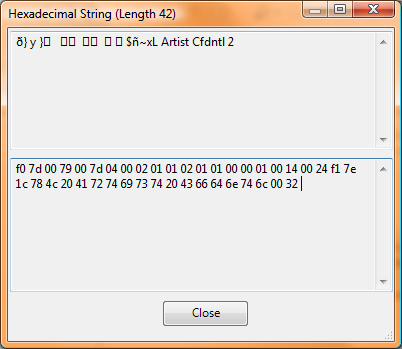 Hexadecimal String (Length 42)
ð} y }▯ ▯▯ ▯▯ ▯ ▯ $ñ~xL Artist Cfdntl 2
f0 7d 00 79 00 7d 04 00 02 01 01 02 01 01 00 00 01 00 14 00 24 f1 7e
1c 78 4c 20 41 72 74 69 73 74 20 43 66 64 6e 74 6c 00 32
Close